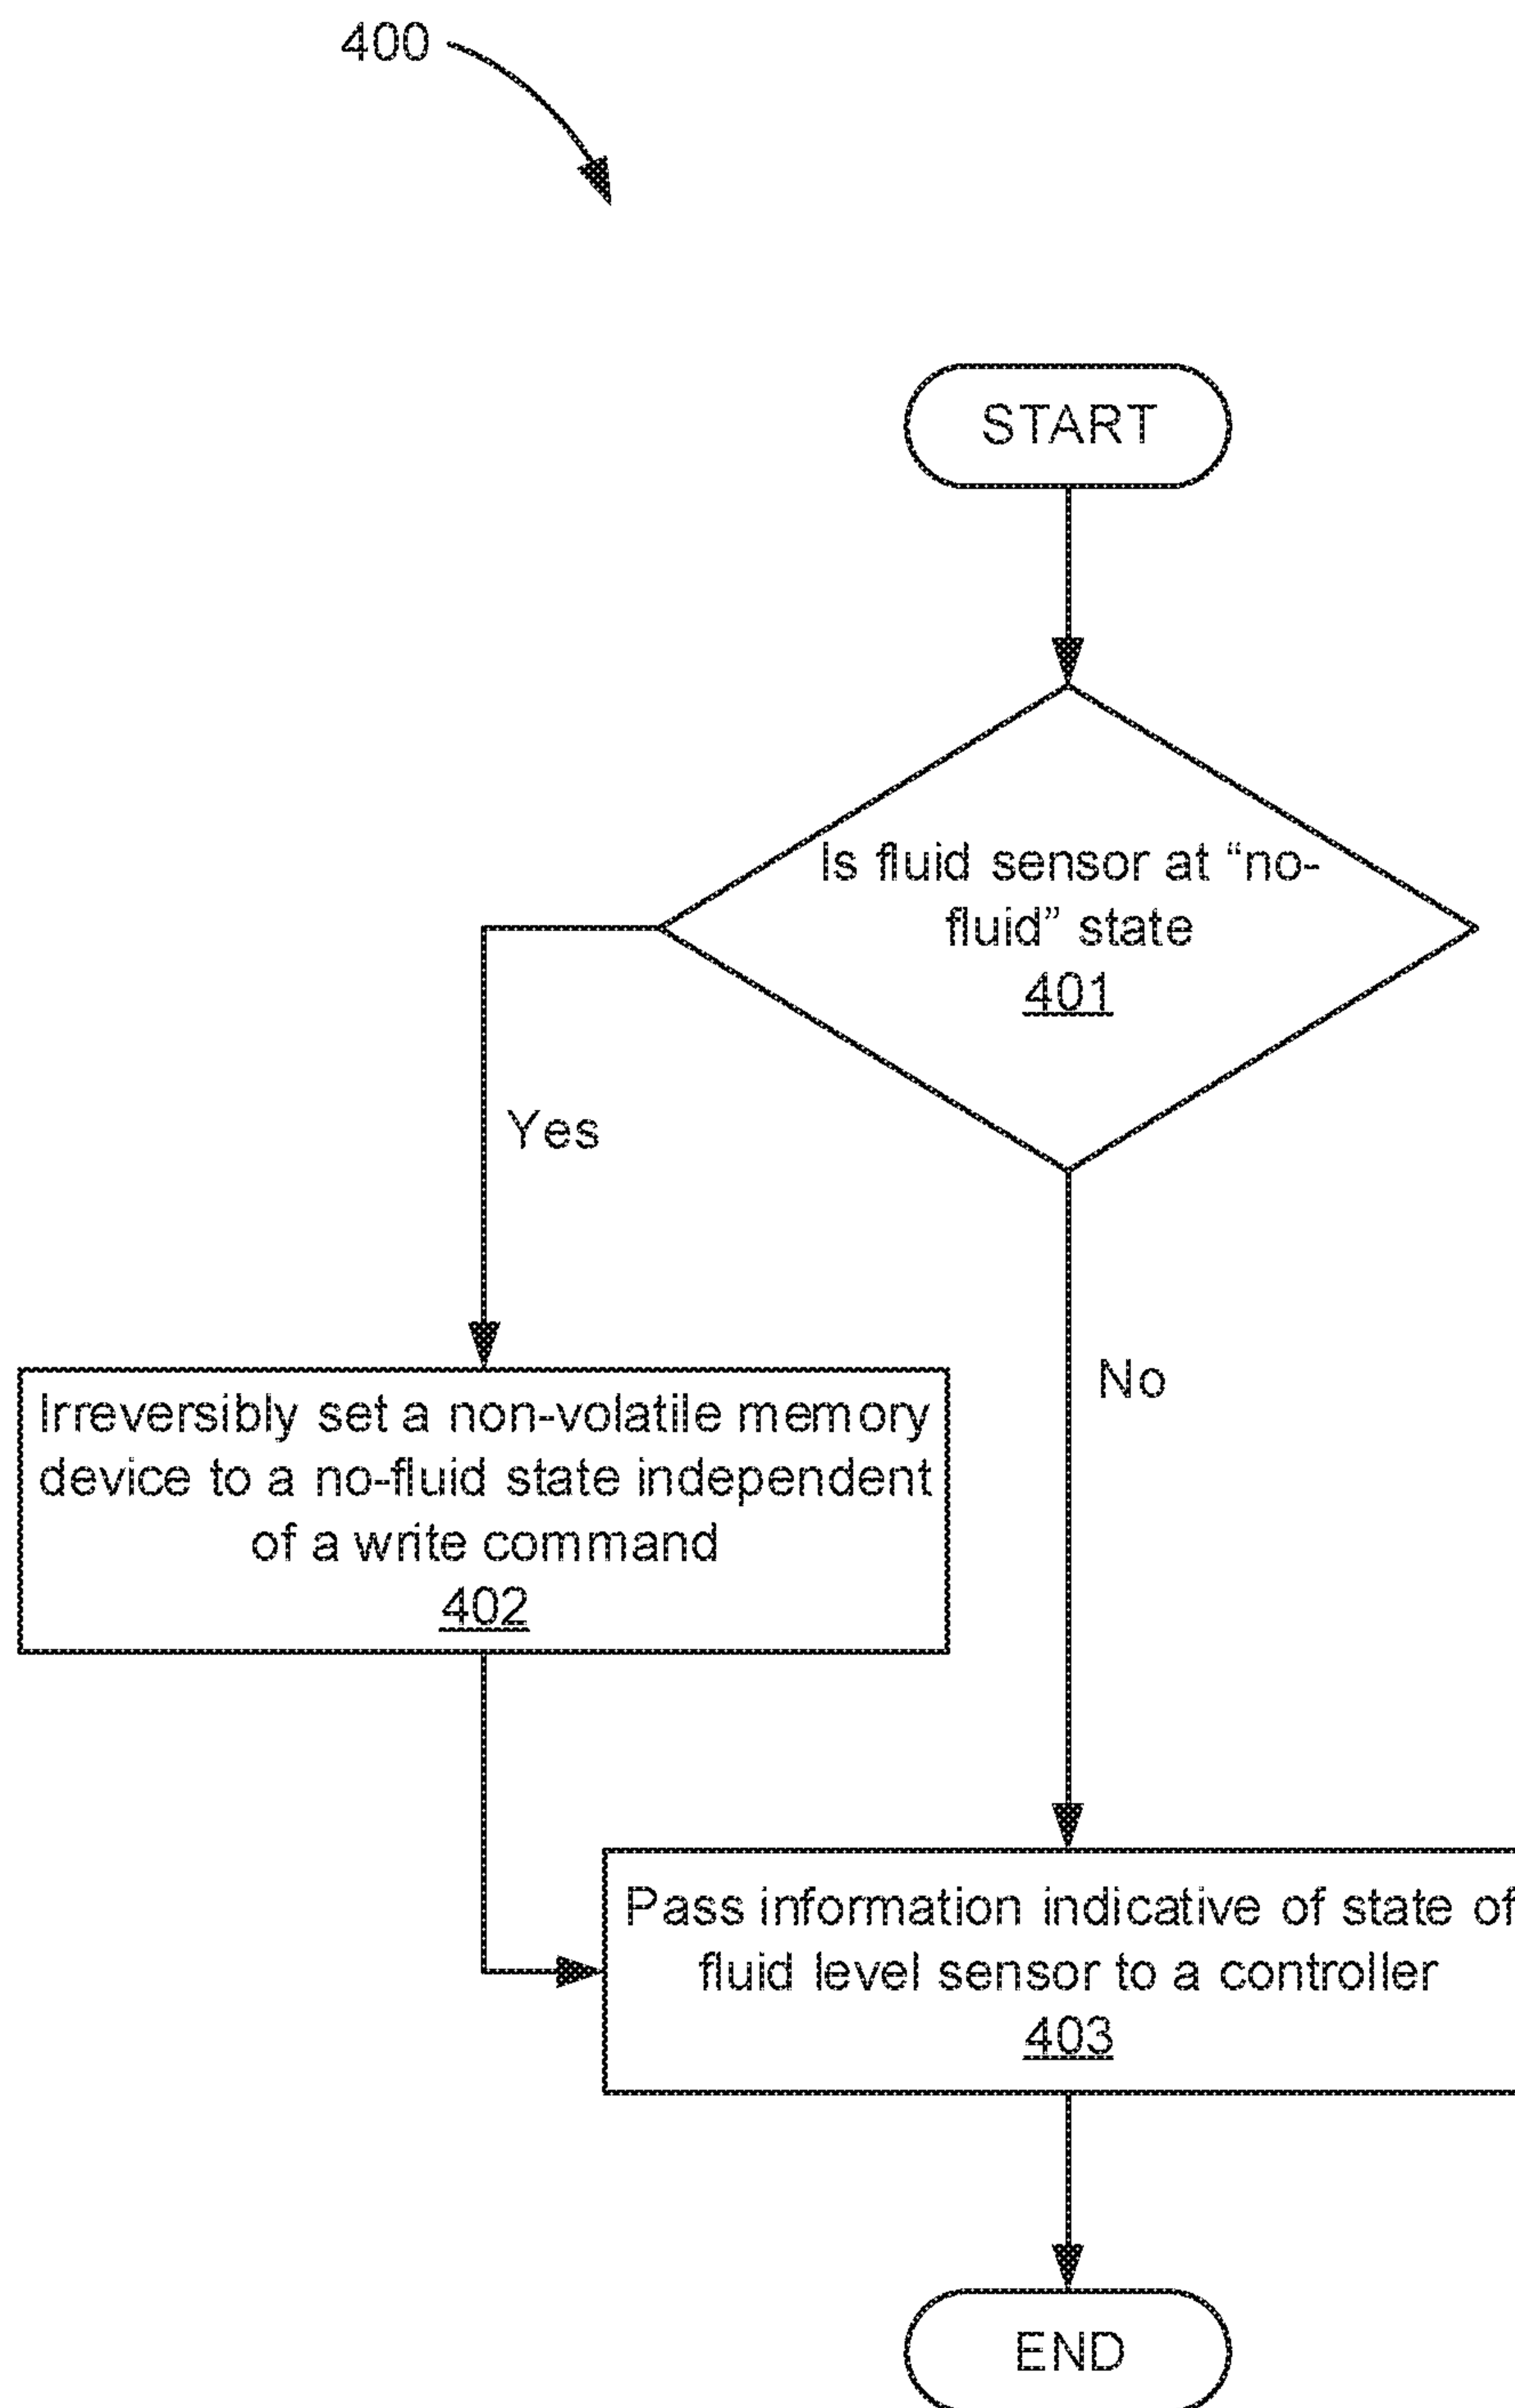 400
START
Is fluid sensor at “no-
fluid” state
401
Yes
No
Irreversibly set a non-volatile memory
device to a no-fluid state independent
of a write command
402
Pass information indicative of state of
fluid level sensor to a controller
403
END